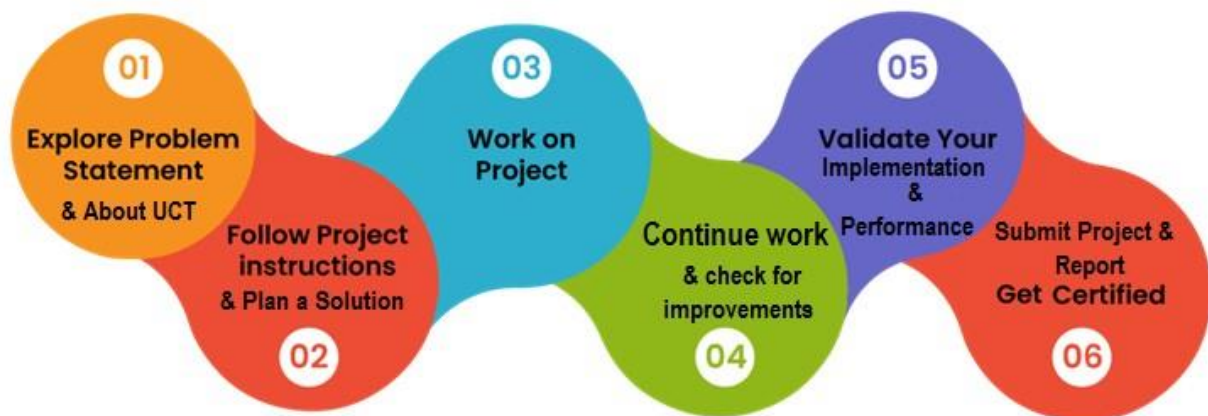 01
Explore Problem
Statement
& About UCT
Follow Project
instructions
& Plan a Solution
02
03
Work on
Project
Continue work
& check for
improvements
04
05
Validate Your
Implementation
&
Performance
Submit Project &
Report
Get Certified
06